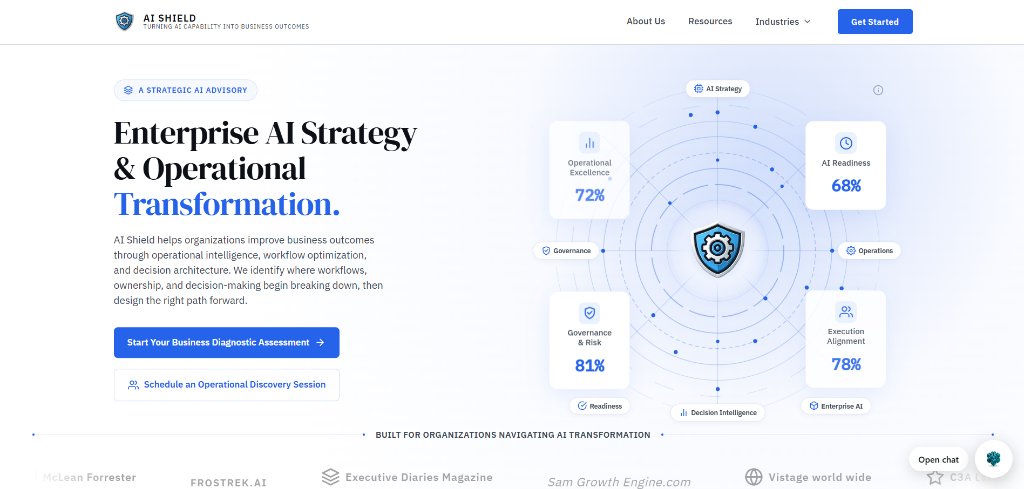 AI SHIELD
TURNING AI CAPABILITY INTO BUSINESS OUTCOMES
About Us
Resources
Industries
Get Started
A STRATEGIC AI ADVISORY
Enterprise AI Strategy
& Operational
Transformation.
AI Shield helps organizations improve business outcomes
through operational intelligence, workflow optimization,
and decision architecture. We identify where workflows,
ownership, and decision-making begin breaking down, then
design the right path forward.
Start Your Business Diagnostic Assessment
Schedule an Operational Discovery Session
AI Strategy
Operational
Excellence
72%
AI Readiness
68%
Governance
Operations
Governance
& Risk
81%
Execution
Alignment
78%
Readiness
Decision Intelligence
Enterprise AI
BUILT FOR ORGANIZATIONS NAVIGATING AI TRANSFORMATION
McLean Forrester
FROSTREK.AI
Executive Diaries Magazine
Sam Growth Engine.com
Vistage world wide
C3A
Open chat